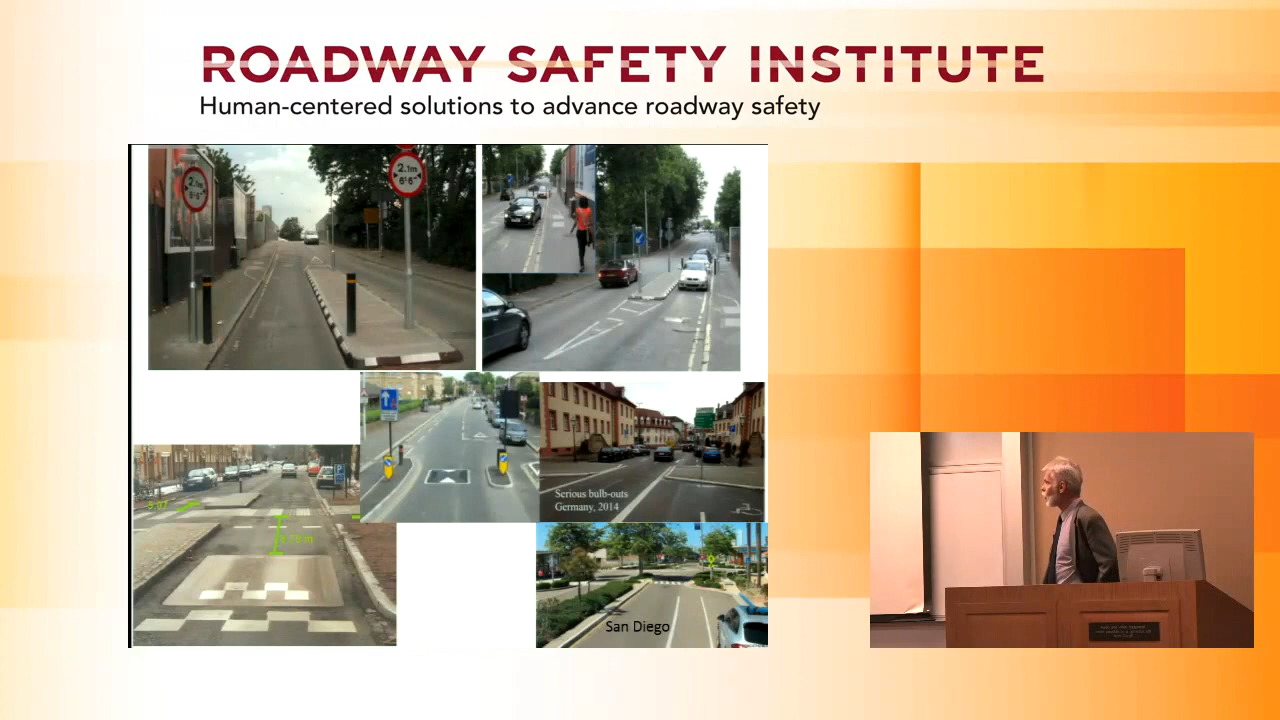 ROADWAY SAFETY INSTITUTE
Human-centered solutions to advance roadway safety
2.1m
6'-6"
2.1m
6'-6"
Serious bulb-outs
Germany, 2014
P
San Diego